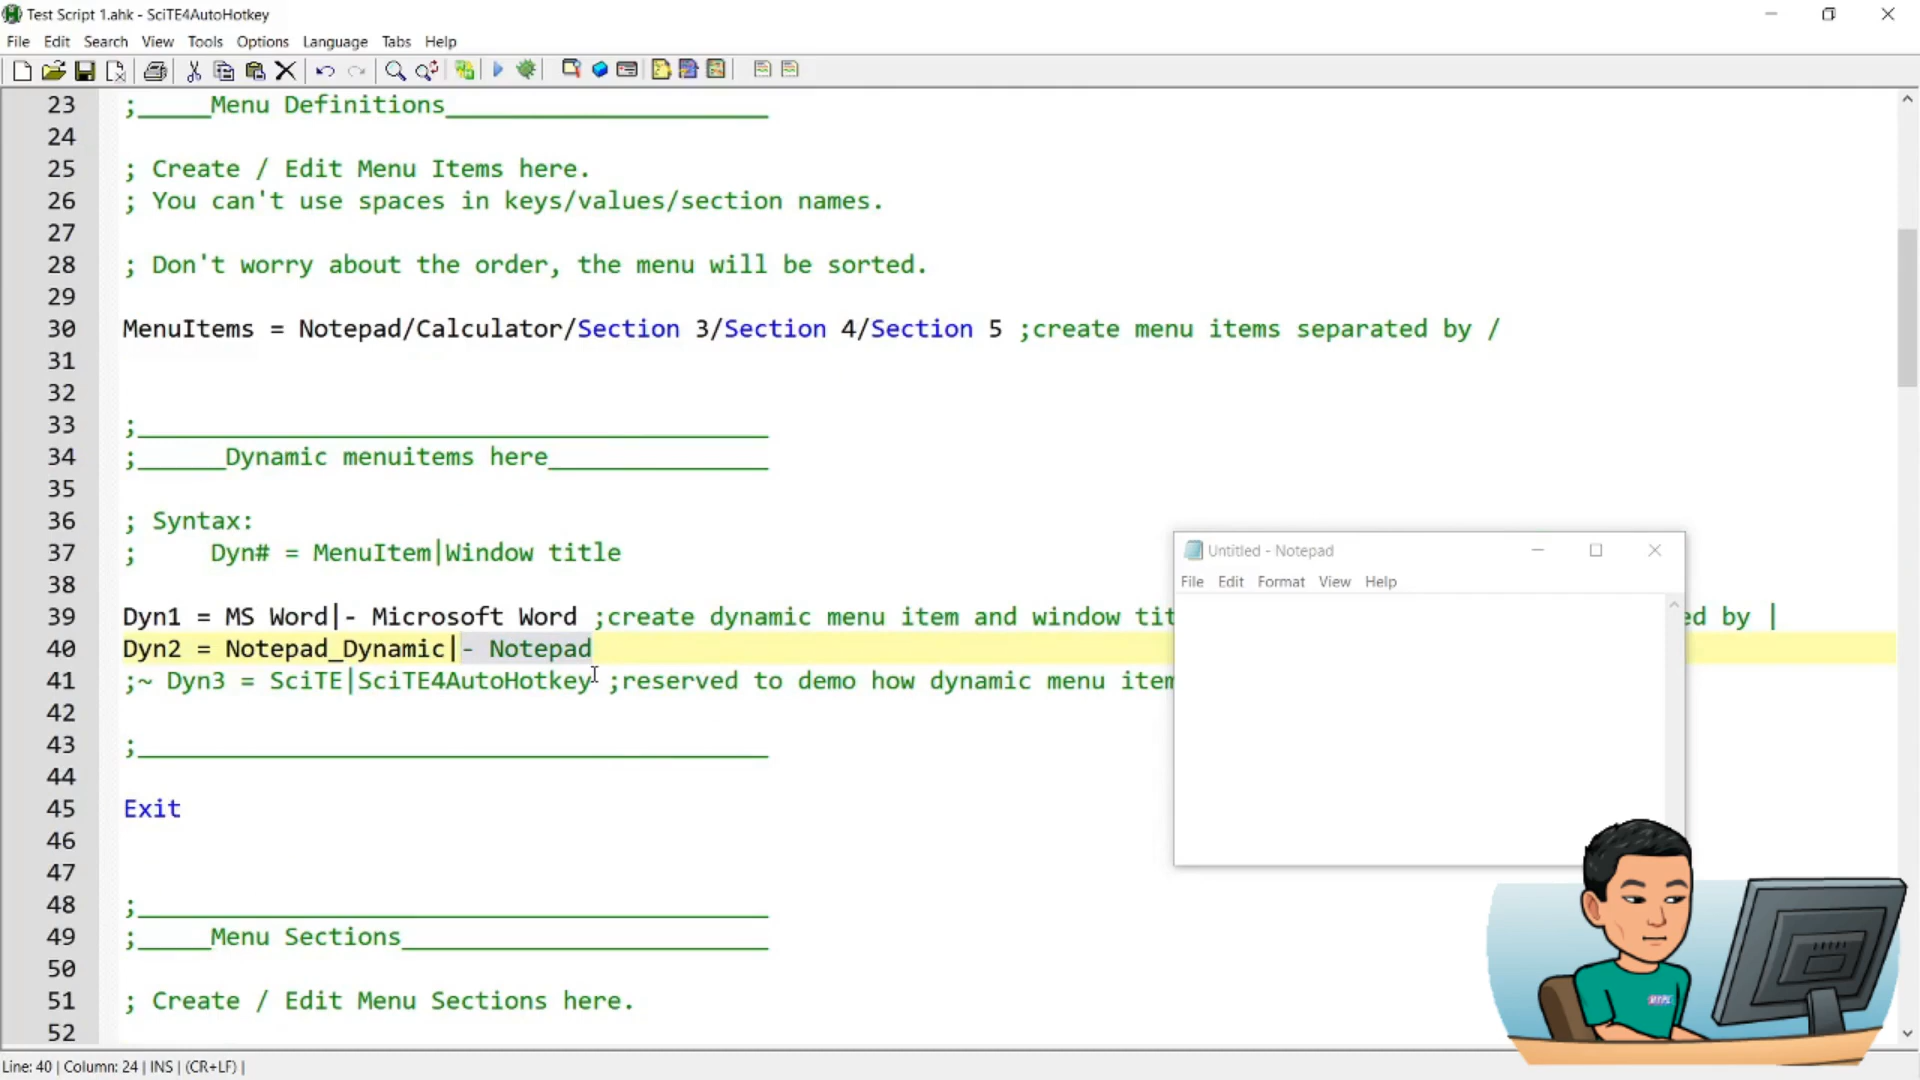 Test Script 1.ahk - SciTE4AutoHotkey
File Edit Search View Tools Options Language Tabs Help
23 ;_____Menu Definitions______________________
24
25 ; Create / Edit Menu Items here.
26 ; You can't use spaces in keys/values/section names.
27
28 ; Don't worry about the order, the menu will be sorted.
29
30 MenuItems = Notepad/Calculator/Section 3/Section 4/Section 5 ;create menu items separated by /
31
32
33 ;___________________________________________
34 ;______Dynamic menuitems here_______________
35
36 ; Syntax:
37 ;     Dyn# = MenuItem|Window title
38
39 Dyn1 = MS Word|- Microsoft Word ;create dynamic menu item and window tit ed by |
40 Dyn2 = Notepad_Dynamic|- Notepad
41 ;~ Dyn3 = SciTE|SciTE4AutoHotkey ;reserved to demo how dynamic menu item
42
43 ;___________________________________________
44
45 Exit
46
47
48 ;___________________________________________
49 ;_____Menu Sections_________________________
50
51 ; Create / Edit Menu Sections here.
52
Untitled - Notepad
File Edit Format View Help
Line: 40 | Column: 24 | INS | (CR+LF) |